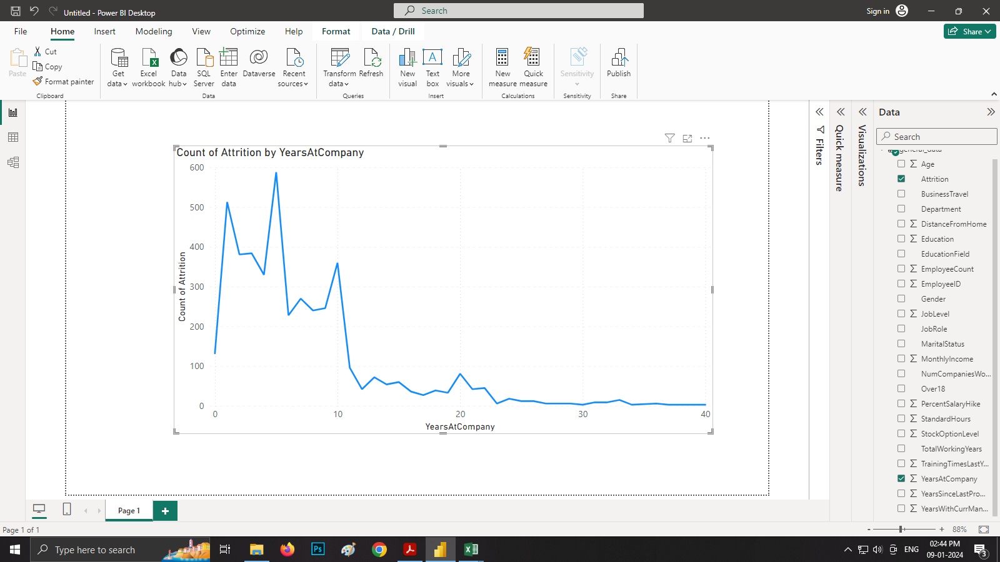 Untitled - Power BI Desktop
Search
Sign in
File Home Insert Modeling View Optimize Help Format Data / Drill
Share
Paste
Cut
Copy
Format painter
Clipboard
Get data
Excel workbook
Data hub
SQL Server
Enter data
Dataverse
Recent sources
Data
Transform data
Refresh
Queries
New visual
Text box
More visuals
Insert
New measure
Quick measure
Calculations
Sensitivity
Sensitivity
Publish
Share
Count of Attrition by YearsAtCompany
Count of Attrition
600
500
400
300
200
100
0
0 10 20 30 40
YearsAtCompany
Filters
Quick measure
Visualizations
Data
Search
general_data
Age
Attrition
BusinessTravel
Department
DistanceFromHome
Education
EducationField
EmployeeCount
EmployeeID
Gender
JobLevel
JobRole
MaritalStatus
MonthlyIncome
NumCompaniesWo...
Over18
PercentSalaryHike
StandardHours
StockOptionLevel
TotalWorkingYears
TrainingTimesLastY...
YearsAtCompany
YearsSinceLastPro...
YearsWithCurrMan...
Page 1
Page 1 of 1
- + 88%
Type here to search
Ps
ENG
02:44 PM
09-01-2024
3